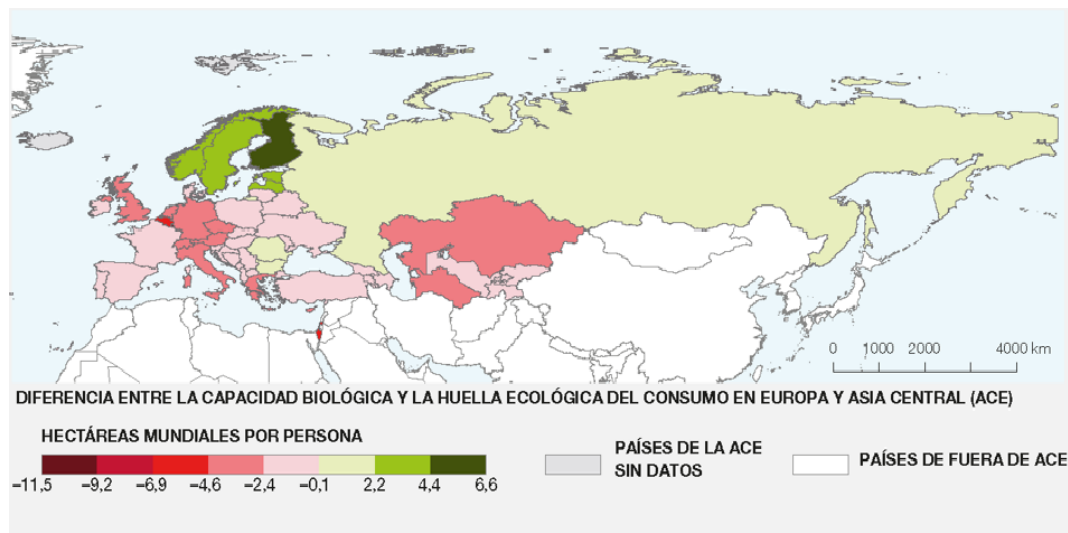 0 1000 2000 4000 km
DIFERENCIA ENTRE LA CAPACIDAD BIOLÓGICA Y LA HUELLA ECOLÓGICA DEL CONSUMO EN EUROPA Y ASIA CENTRAL (ACE)
HECTÁREAS MUNDIALES POR PERSONA
−11,5 −9,2 −6,9 −4,6 −2,4 −0,1 2,2 4,4 6,6
PAÍSES DE LA ACE
SIN DATOS
PAÍSES DE FUERA DE ACE